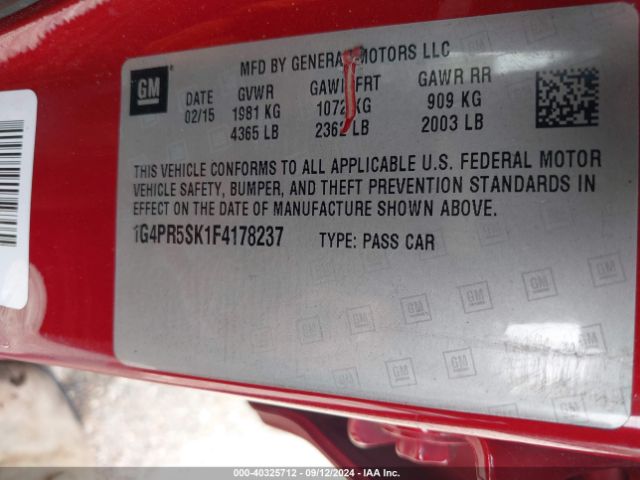 GM
MFD BY GENERAL MOTORS LLC
DATE GVWR GAWR FRT GAWR RR
02/15 1981 KG 1072 KG 909 KG
4365 LB 2362 LB 2003 LB
THIS VEHICLE CONFORMS TO ALL APPLICABLE U.S. FEDERAL MOTOR
VEHICLE SAFETY, BUMPER, AND THEFT PREVENTION STANDARDS IN
EFFECT ON THE DATE OF MANUFACTURE SHOWN ABOVE.
1G4PR5SK1F4178237 TYPE: PASS CAR
000-40325712 - 09/12/2024 - IAA Inc.